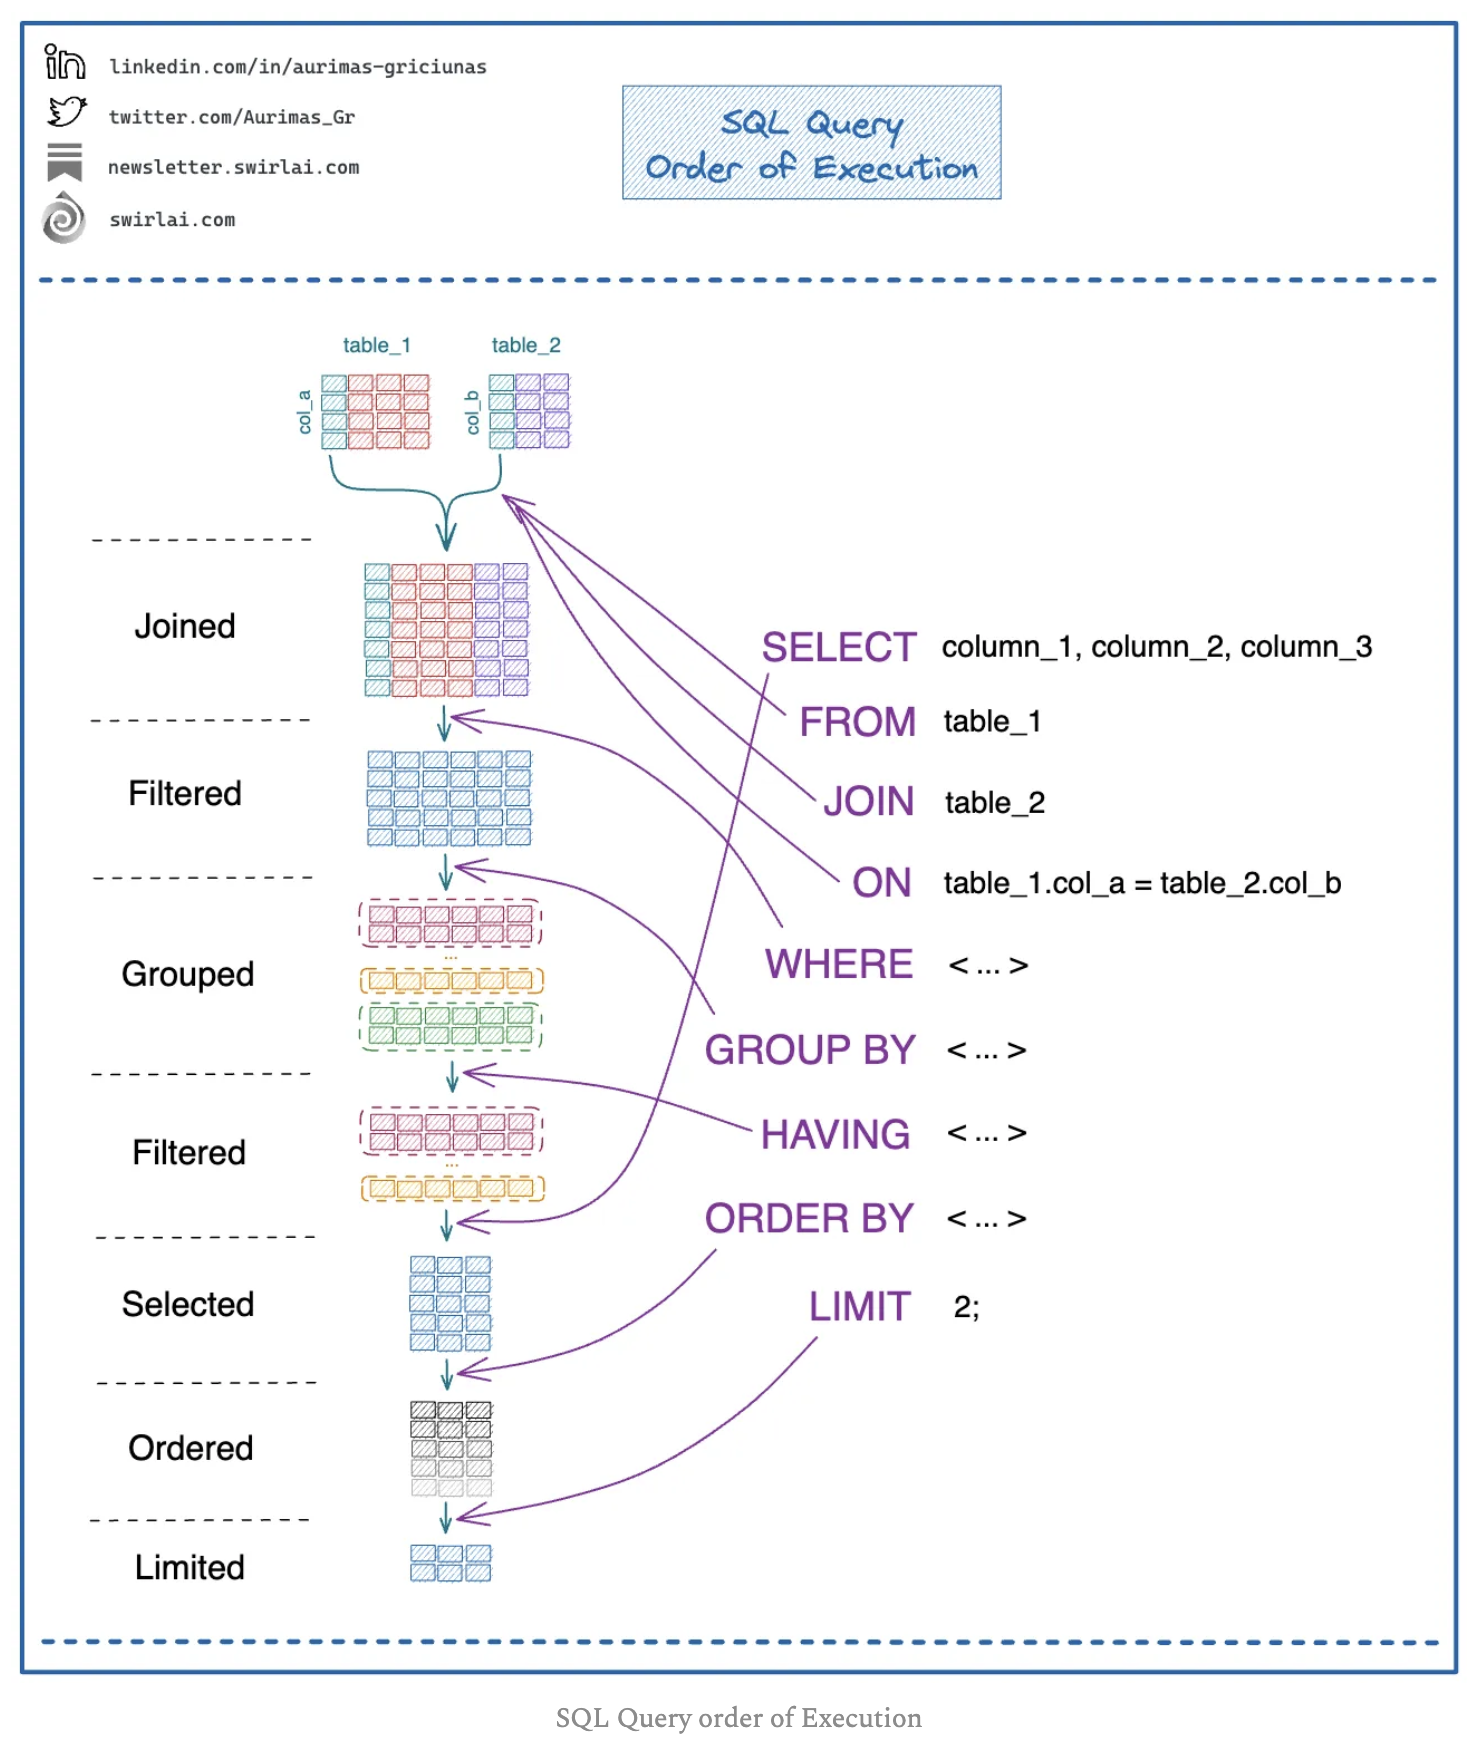 linkedin.com/in/aurimas-griciunas
twitter.com/Aurimas_Gr
newsletter.swirlai.com
swirlai.com
SQL Query
Order of Execution
table_1
table_2
col_a
col_b
Joined
Filtered
Grouped
...
Filtered
...
Selected
Ordered
Limited
SELECT column_1, column_2, column_3
FROM table_1
JOIN table_2
ON table_1.col_a = table_2.col_b
WHERE < ... >
GROUP BY < ... >
HAVING < ... >
ORDER BY < ... >
LIMIT 2;
SQL Query order of Execution